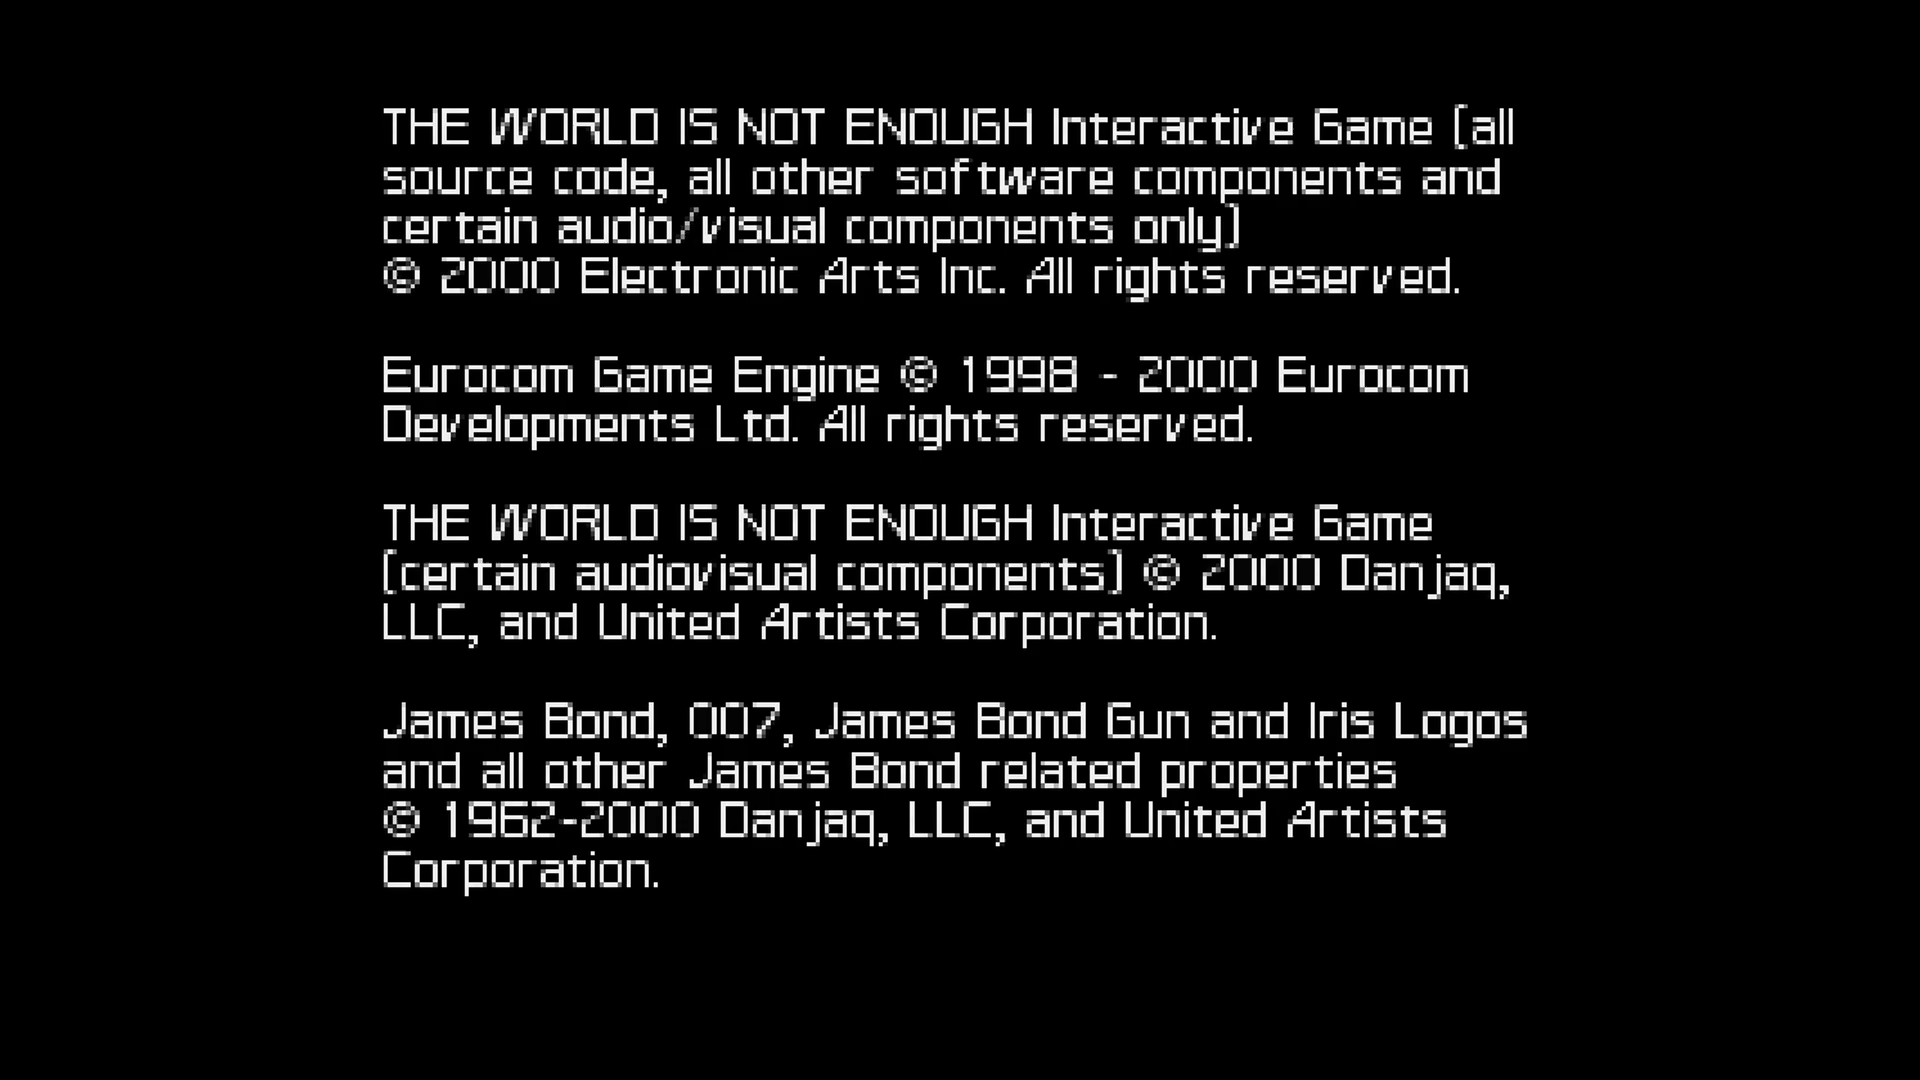 THE WORLD IS NOT ENOUGH Interactive Game (all
source code, all other software components and
certain audio/visual components only)
© 2000 Electronic Arts Inc. All rights reserved.
Eurocom Game Engine © 1998 - 2000 Eurocom
Developments Ltd. All rights reserved.
THE WORLD IS NOT ENOUGH Interactive Game
(certain audiovisual components) © 2000 Danjaq,
LLC, and United Artists Corporation.
James Bond, 007, James Bond Gun and Iris Logos
and all other James Bond related properties
© 1962-2000 Danjaq, LLC, and United Artists
Corporation.